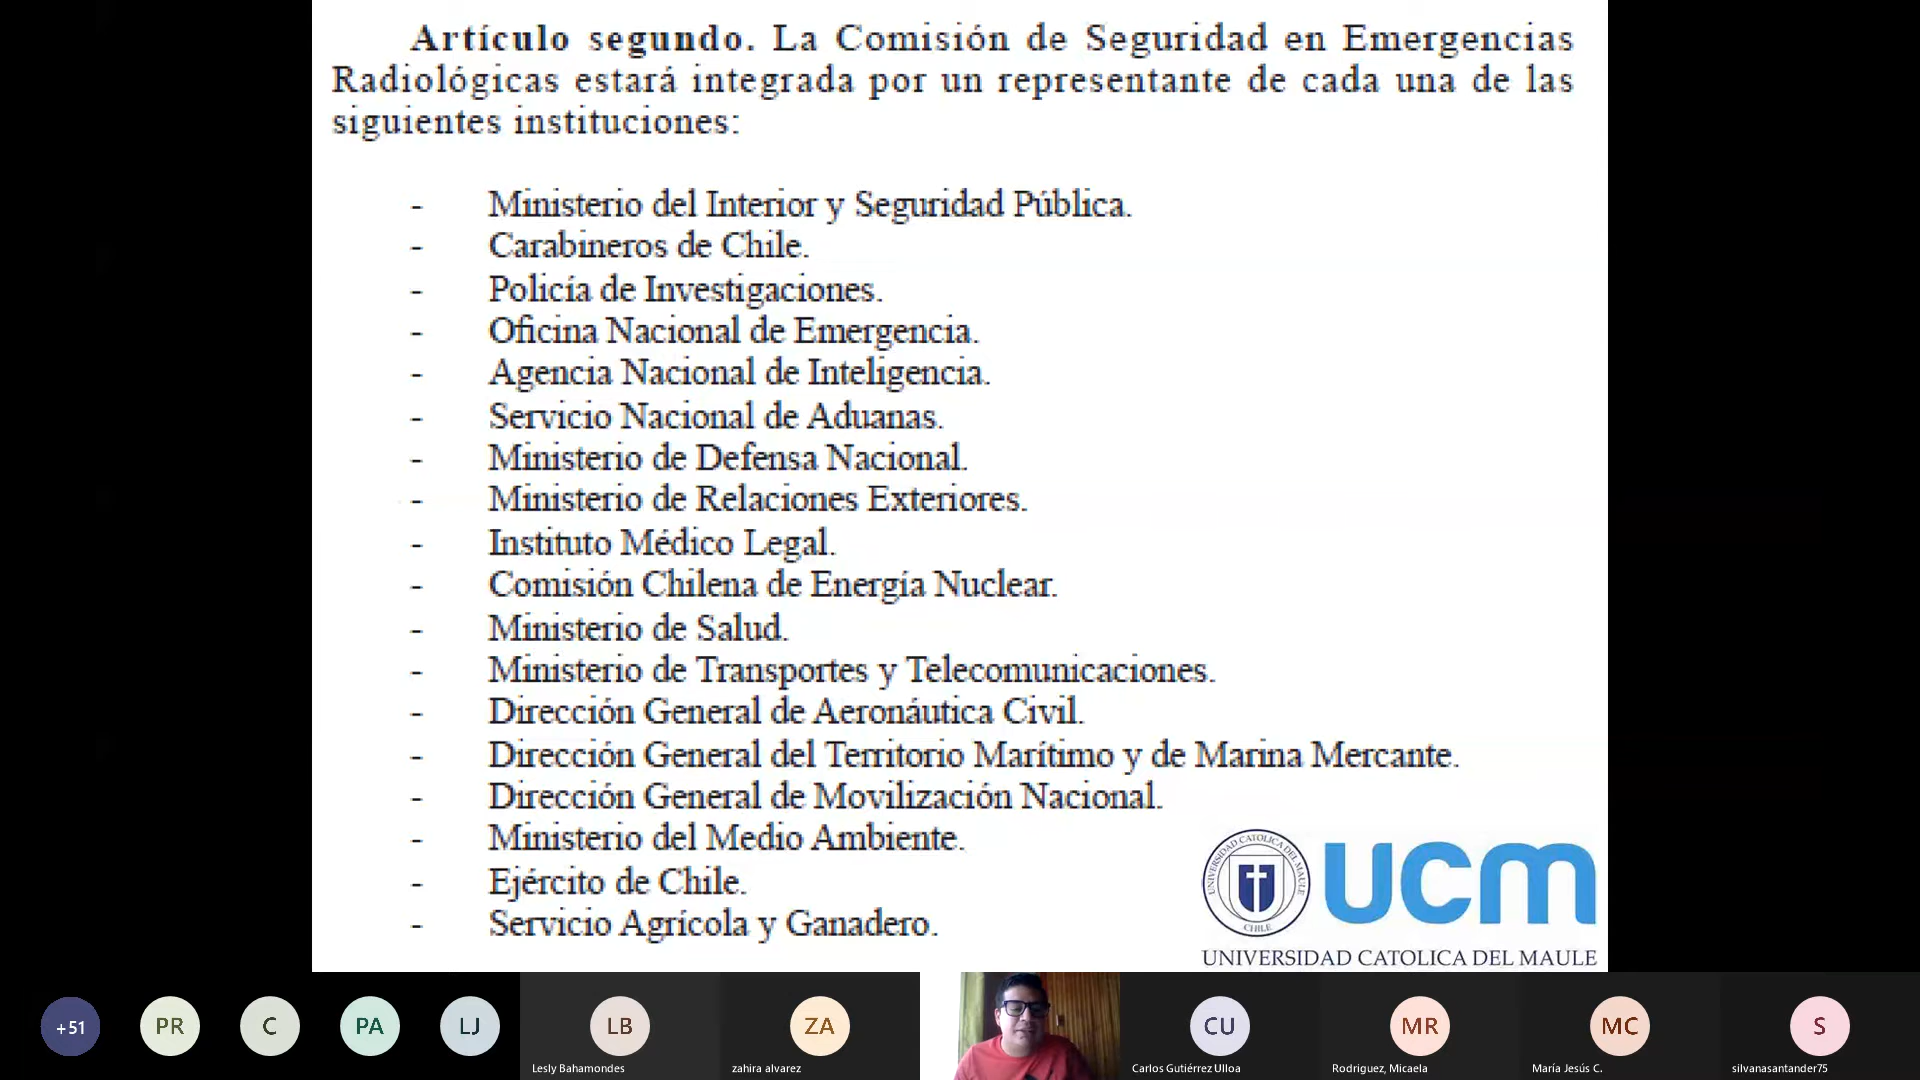 Artículo segundo. La Comisión de Seguridad en Emergencias
Radiológicas estará integrada por un representante de cada una de las
siguientes instituciones:
- Ministerio del Interior y Seguridad Pública.
- Carabineros de Chile.
- Policía de Investigaciones.
- Oficina Nacional de Emergencia.
- Agencia Nacional de Inteligencia.
- Servicio Nacional de Aduanas.
- Ministerio de Defensa Nacional.
- Ministerio de Relaciones Exteriores.
- Instituto Médico Legal.
- Comisión Chilena de Energía Nuclear.
- Ministerio de Salud.
- Ministerio de Transportes y Telecomunicaciones.
- Dirección General de Aeronáutica Civil.
- Dirección General del Territorio Marítimo y de Marina Mercante.
- Dirección General de Movilización Nacional.
- Ministerio del Medio Ambiente.
- Ejército de Chile.
- Servicio Agrícola y Ganadero.
UNIVERSIDAD CATOLICA DEL MAULE
CHILE
ucm
UNIVERSIDAD CATOLICA DEL MAULE
+51
PR
C
PA
LJ
LB
ZA
CU
MR
MC
S
Lesly Bahamondes
zahira alvarez
Carlos Gutiérrez Ulloa
Rodriguez, Micaela
María Jesús C.
silvanasantander75